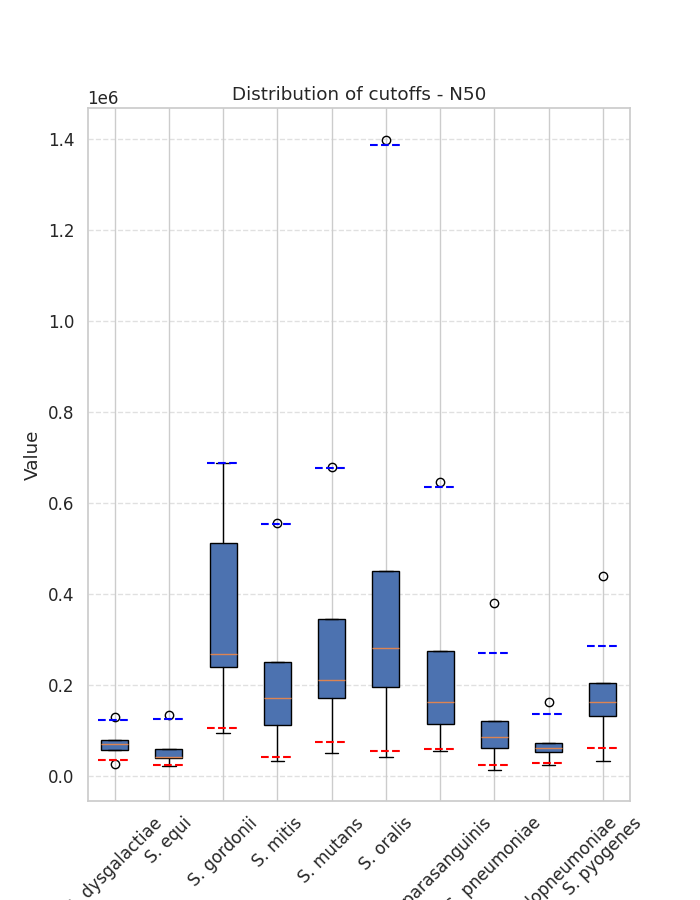 Distribution of cutoffs - N50
1e6
1.4
1.2
1.0
0.8
0.6
0.4
0.2
0.0
Value
dysgalactiae
S. equi
S. gordonii
S. mitis
S. mutans
S. oralis
parasanguinis
pneumoniae
dopneumoniae
S. pyogenes